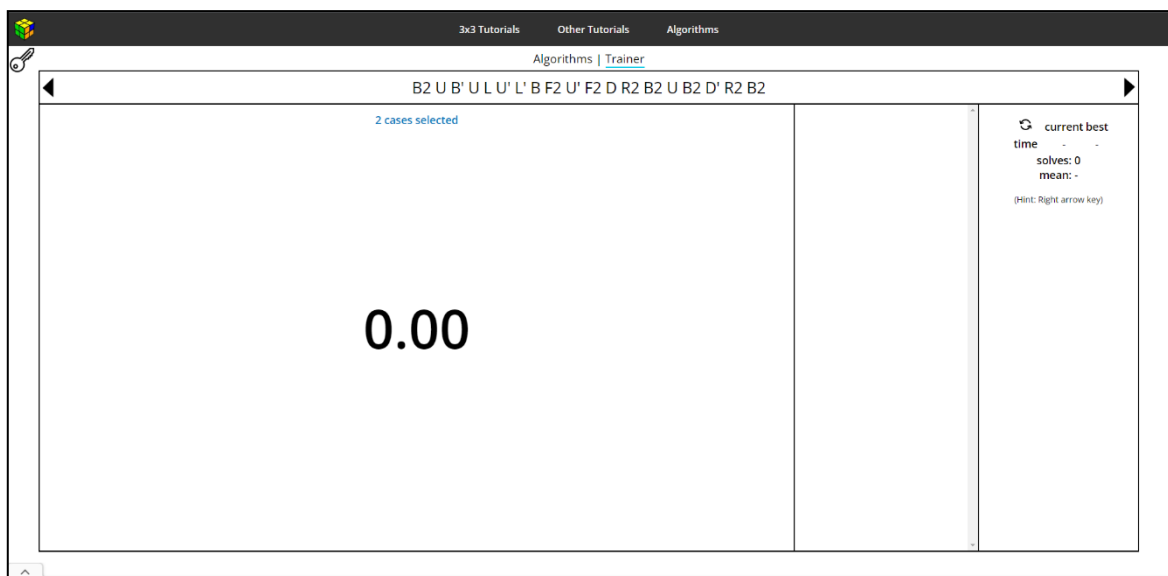 3x3 Tutorials Other Tutorials Algorithms
Algorithms | Trainer
B2 U B' U L U' L' B F2 U' F2 D R2 B2 U B2 D' R2 B2
2 cases selected
current best
time - -
solves: 0
mean: -
(Hint: Right arrow key)
0.00